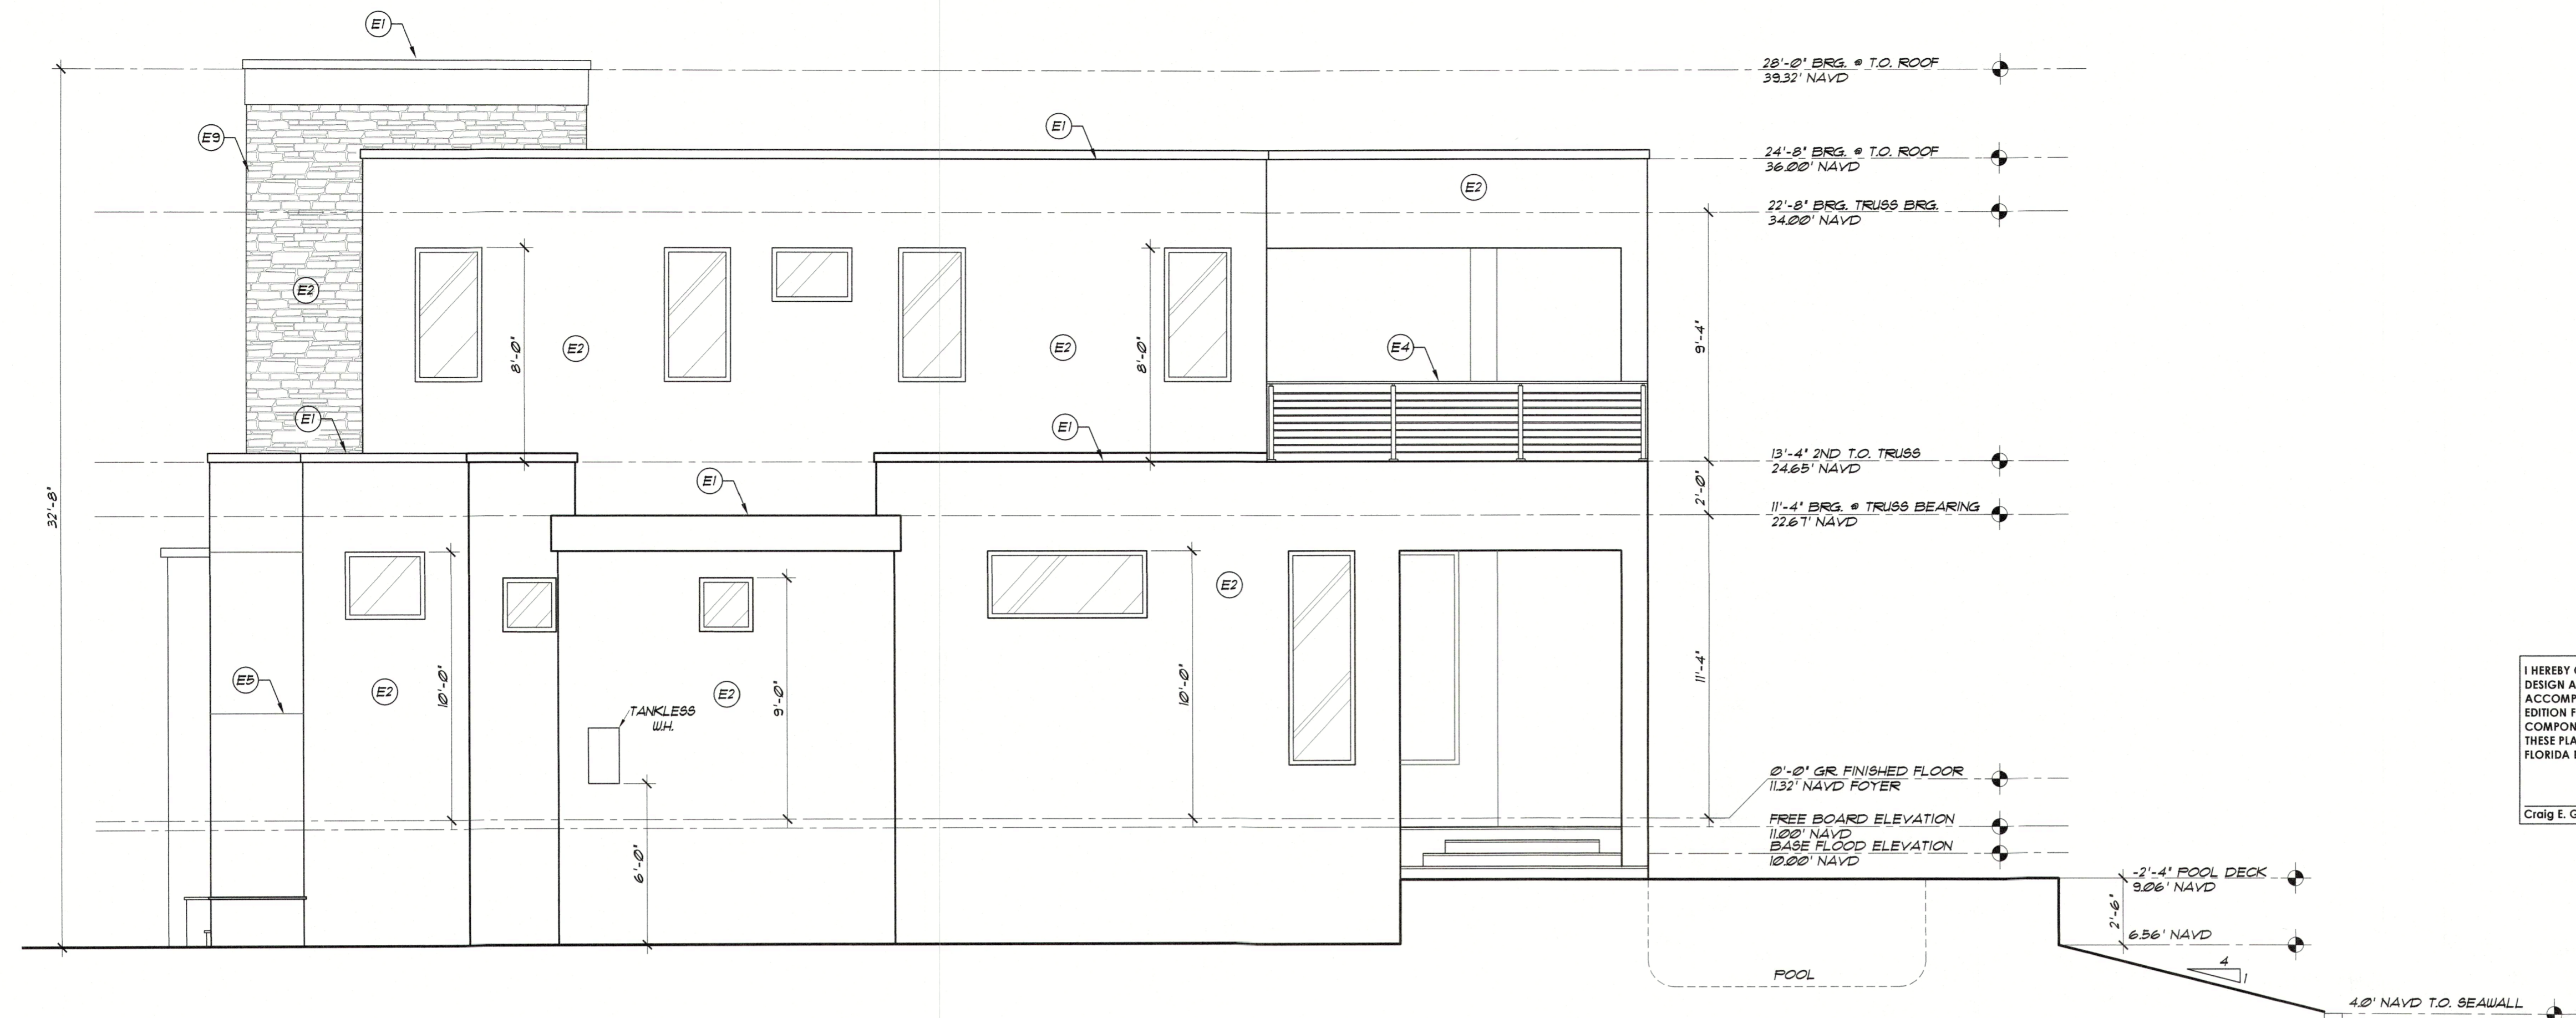 E1
28'-0" BRG. @ T.O. ROOF
39.32' NAVD
E9
E1
24'-8" BRG. @ T.O. ROOF
36.00' NAVD
E2
22'-8" BRG. TRUSS BRG.
34.00' NAVD
E2
8'-0"
E2
E2
8'-0"
E4
9'-4"
E1
E1
13'-4" 2ND T.O. TRUSS
24.65' NAVD
E1
2'-0"
32'-8"
11'-4" BRG. @ TRUSS BEARING
22.67' NAVD
E2
E5
E2
10'-0"
E2
9'-0"
10'-0"
11'-4"
TANKLESS
W.H.
I HEREBY
DESIGN A
ACCOMP
EDITION F
COMPON
THESE PLA
FLORIDA
Craig E. G
0'-0" GR. FINISHED FLOOR
11.32' NAVD FOYER
FREE BOARD ELEVATION
11.00' NAVD
BASE FLOOD ELEVATION
10.00' NAVD
6'-0"
-2'-4" POOL DECK
9.06' NAVD
2'-6"
6.56' NAVD
POOL
4
1
4.0' NAVD T.O. SEAWALL